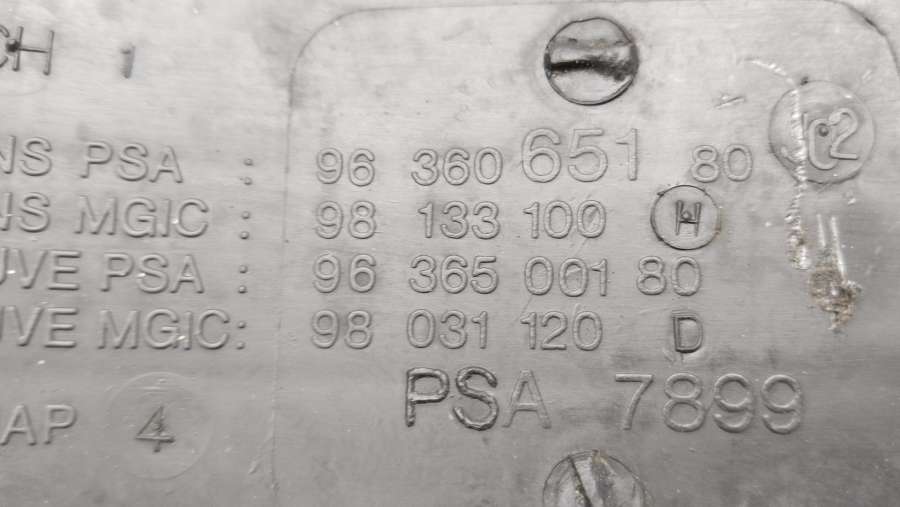 CH 1
NS PSA : 96 360 651 80
NS MGIC : 98 133 100 H
UVE PSA : 96 365 001 80
UVE MGIC: 98 031 120 D
PSA 7899
AP 4